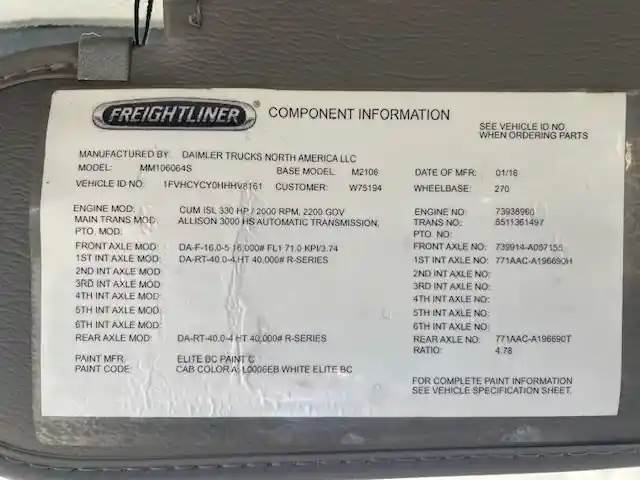 FREIGHTLINER® COMPONENT INFORMATION
SEE VEHICLE ID NO.
WHEN ORDERING PARTS
MANUFACTURED BY: DAIMLER TRUCKS NORTH AMERICA LLC
MODEL: MM106064S BASE MODEL: M2106 DATE OF MFR: 01/16
VEHICLE ID NO: 1FVHCYCY0HHHV8161 CUSTOMER: W75194 WHEELBASE: 270
ENGINE MOD: CUM ISL 330 HP / 2000 RPM, 2200 GOV ENGINE NO: 73938960
MAIN TRANS MOD: ALLISON 3000 HS AUTOMATIC TRANSMISSION, TRANS NO: 6511361497
PTO. MOD: PTO. NO:
FRONT AXLE MOD: DA-F-16.0-5 16,000# FL1 71.0 KPI/3.74 FRONT AXLE NO: 739914-A087155
1ST INT AXLE MOD: DA-RT-40.0-4 HT 40,000# R-SERIES 1ST INT AXLE NO: 771AAC-A196690H
2ND INT AXLE MOD: 2ND INT AXLE NO:
3RD INT AXLE MOD: 3RD INT AXLE NO:
4TH INT AXLE MOD: 4TH INT AXLE NO:
5TH INT AXLE MOD: 5TH INT AXLE NO:
6TH INT AXLE MOD: 6TH INT AXLE NO:
REAR AXLE MOD: DA-RT-40.0-4 HT 40,000# R-SERIES REAR AXLE NO: 771AAC-A196690T
RATIO: 4.78
PAINT MFR: ELITE BC PAINT C
PAINT CODE: CAB COLOR A: L0006EB WHITE ELITE BC
FOR COMPLETE PAINT INFORMATION
SEE VEHICLE SPECIFICATION SHEET.